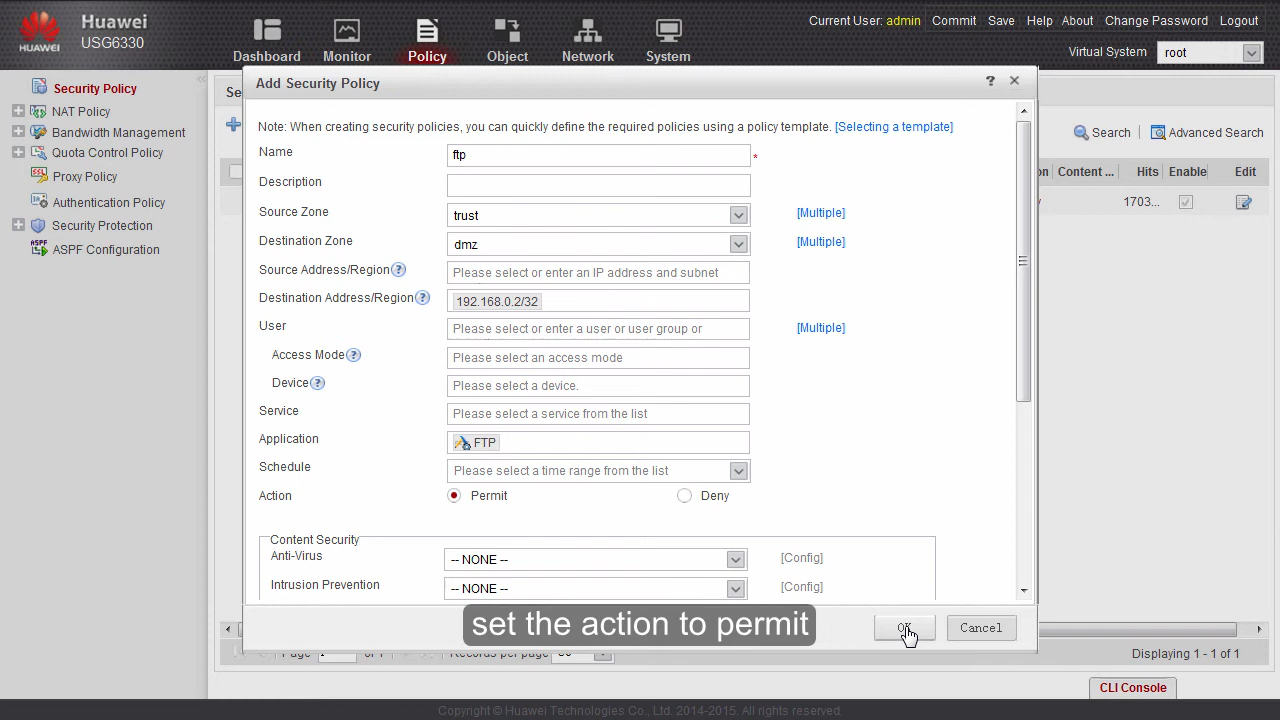 HUAWEI
Huawei
USG6330
Dashboard
Monitor
Policy
Object
Network
System
Current User: admin
Commit
Save
Help
About
Change Password
Logout
Virtual System
root
Security Policy
NAT Policy
Bandwidth Management
Quota Control Policy
Proxy Policy
Authentication Policy
Security Protection
ASPF
ASPF Configuration
Add Security Policy
Note: When creating security policies, you can quickly define the required policies using a policy template. [Selecting a template]
Name
ftp
*
Description
Source Zone
trust
[Multiple]
Destination Zone
dmz
[Multiple]
Source Address/Region
Please select or enter an IP address and subnet
Destination Address/Region
192.168.0.2/32
User
Please select or enter a user or user group or
[Multiple]
Access Mode
Please select an access mode
Device
Please select a device.
Service
Please select a service from the list
Application
FTP
Schedule
Please select a time range from the list
Action
Permit
Deny
Content Security
Anti-Virus
-- NONE --
[Config]
Intrusion Prevention
-- NONE --
[Config]
set the action to permit
OK
Cancel
Search
Advanced Search
Content ...
Hits
Enable
Edit
1703...
Displaying 1 - 1 of 1
CLI Console
Copyright © Huawei Technologies Co., Ltd. 2014-2015. All rights reserved.